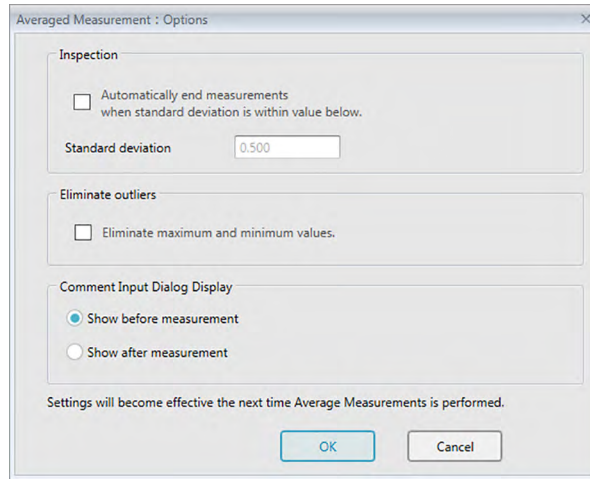 Averaged Measurement : Options
Inspection
Automatically end measurements
when standard deviation is within value below.
Standard deviation 0.500
Eliminate outliers
Eliminate maximum and minimum values.
Comment Input Dialog Display
Show before measurement
Show after measurement
Settings will become effective the next time Average Measurements is performed.
OK Cancel